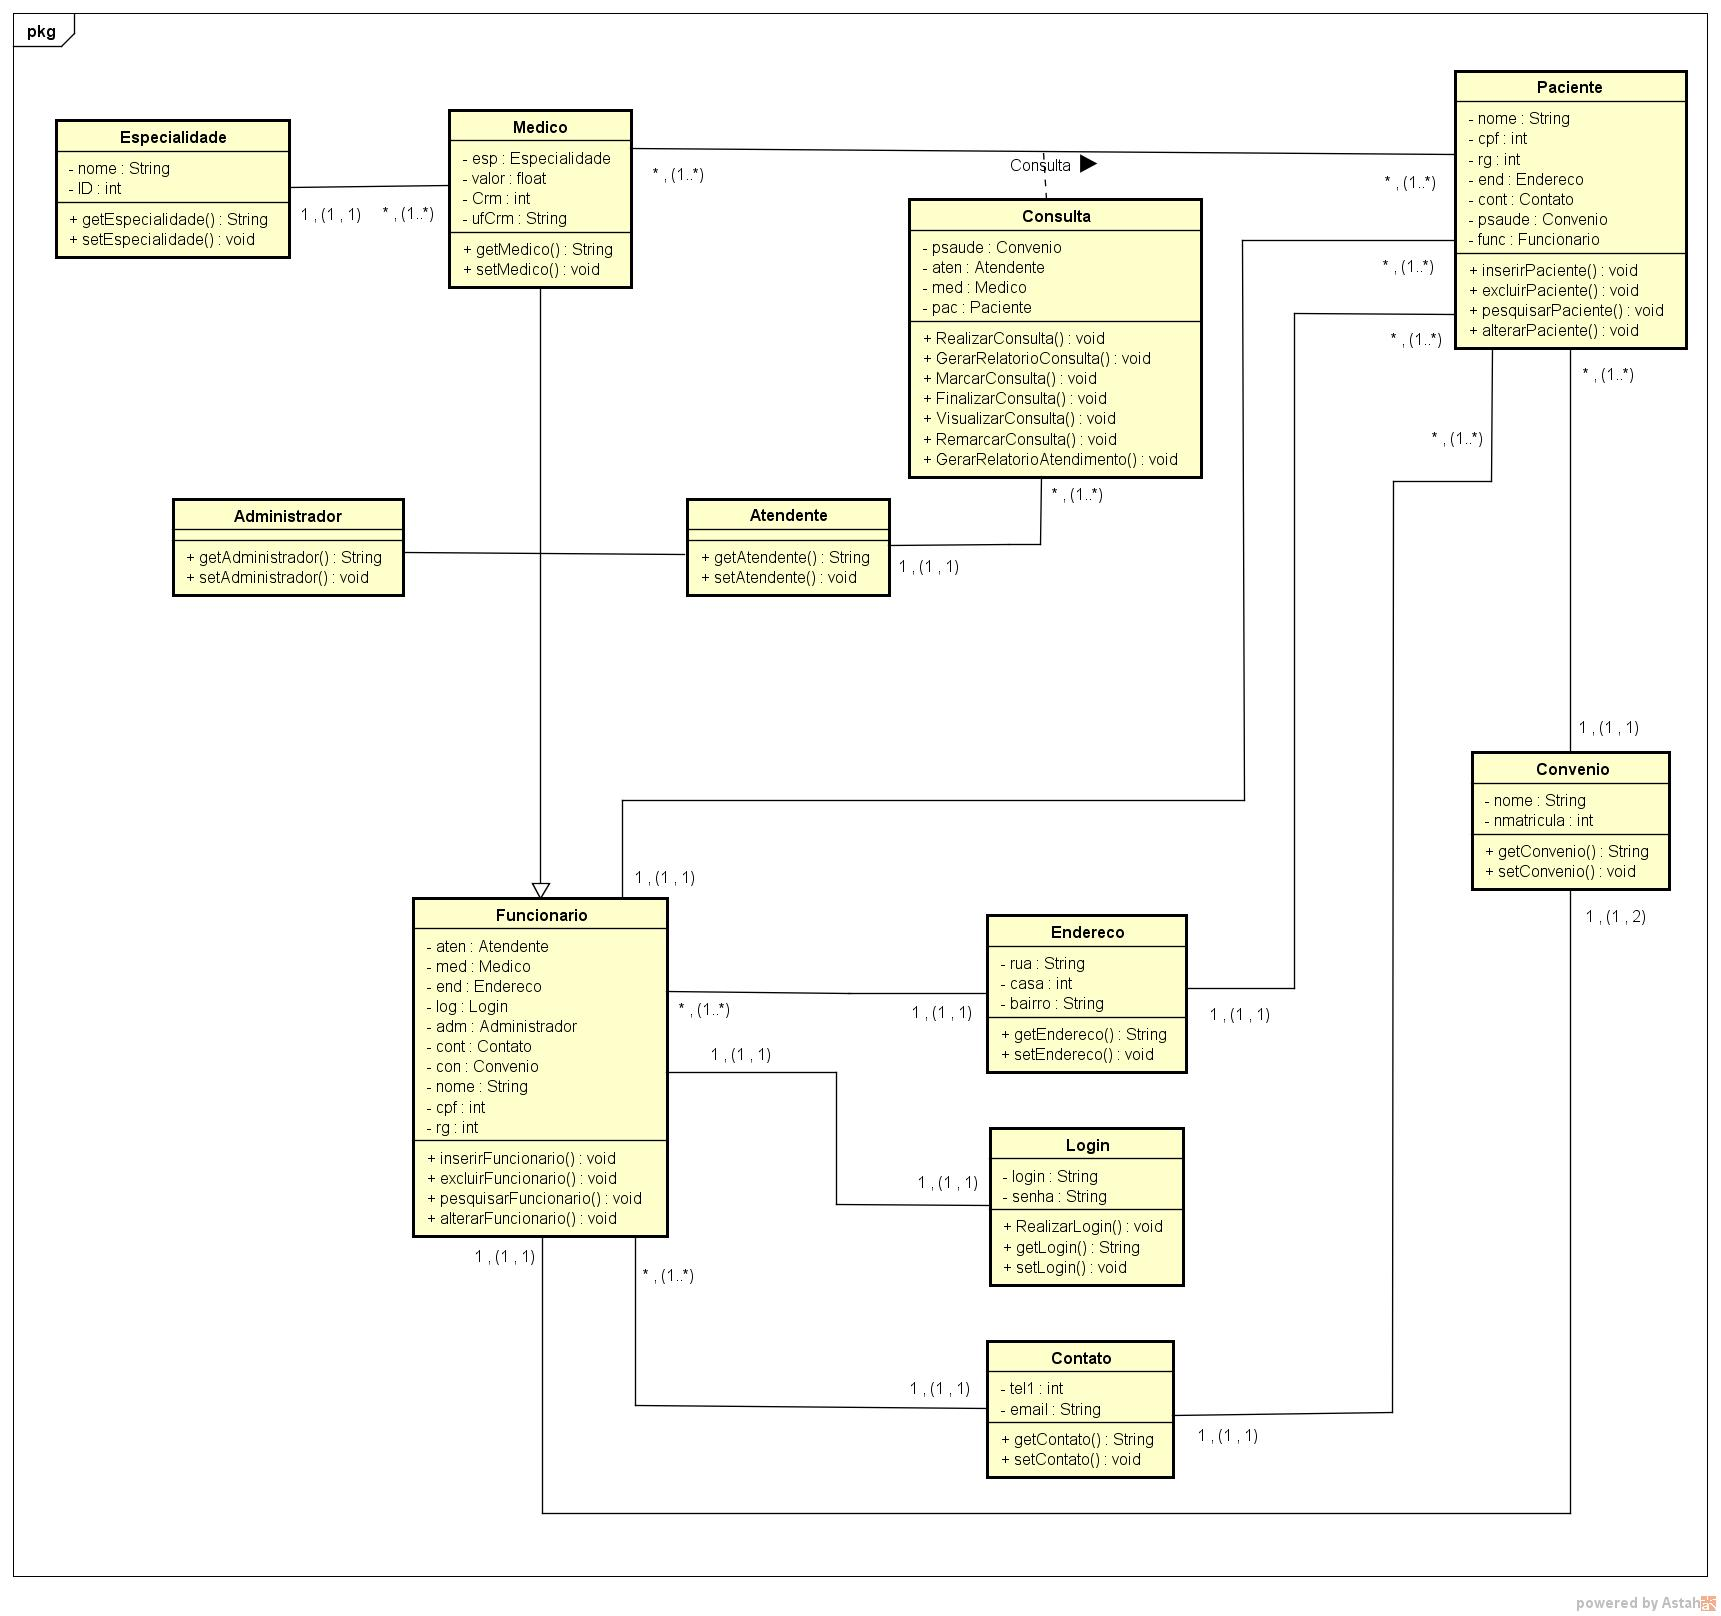 pkg
Especialidade
- nome : String
- ID : int
+ getEspecialidade() : String
+ setEspecialidade() : void
1 , (1 , 1)
* , (1..*)
Medico
- esp : Especialidade
- valor : float
- Crm : int
- ufCrm : String
+ getMedico() : String
+ setMedico() : void
* , (1..*)
Consulta
* , (1..*)
Paciente
- nome : String
- cpf : int
- rg : int
- end : Endereco
- cont : Contato
- psaude : Convenio
- func : Funcionario
+ inserirPaciente() : void
+ excluirPaciente() : void
+ pesquisarPaciente() : void
+ alterarPaciente() : void
* , (1..*)
* , (1..*)
* , (1..*)
* , (1..*)
Consulta
- psaude : Convenio
- aten : Atendente
- med : Medico
- pac : Paciente
+ RealizarConsulta() : void
+ GerarRelatorioConsulta() : void
+ MarcarConsulta() : void
+ FinalizarConsulta() : void
+ VisualizarConsulta() : void
+ RemarcarConsulta() : void
+ GerarRelatorioAtendimento() : void
* , (1..*)
Administrador
+ getAdministrador() : String
+ setAdministrador() : void
Atendente
+ getAtendente() : String
+ setAtendente() : void
1 , (1 , 1)
1 , (1 , 1)
Convenio
- nome : String
- nmatricula : int
+ getConvenio() : String
+ setConvenio() : void
1 , (1 , 2)
1 , (1 , 1)
Funcionario
- aten : Atendente
- med : Medico
- end : Endereco
- log : Login
- adm : Administrador
- cont : Contato
- con : Convenio
- nome : String
- cpf : int
- rg : int
+ inserirFuncionario() : void
+ excluirFuncionario() : void
+ pesquisarFuncionario() : void
+ alterarFuncionario() : void
* , (1..*)
1 , (1 , 1)
Endereco
- rua : String
- casa : int
- bairro : String
+ getEndereco() : String
+ setEndereco() : void
1 , (1 , 1)
1 , (1 , 1)
1 , (1 , 1)
Login
- login : String
- senha : String
+ RealizarLogin() : void
+ getLogin() : String
+ setLogin() : void
1 , (1 , 1)
* , (1..*)
1 , (1 , 1)
Contato
- tel1 : int
- email : String
+ getContato() : String
+ setContato() : void
1 , (1 , 1)
powered by Astah